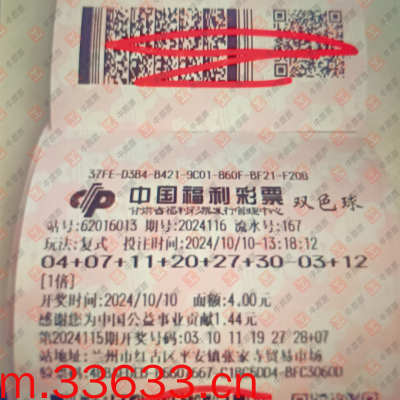 37FE-D3B4-B421-9C01-860F-BF21-F20B
中国福利彩票 双色球
甘肃省福利彩票发行管理中心
站号:62016013 期号:2024116 流水号:167
玩法:复式 投注时间:2024/10/10-13:18:12
04+07+11+20+27+30-03+12
[1倍]
开奖时间:2024/10/10 面额:4.00元
感谢您为中国公益事业贡献1.44元
第2024115期开奖号码:03 10 11 19 27 28+07
站地址:兰州市红古区平安镇张家寺贸易市场
m.33633.cn